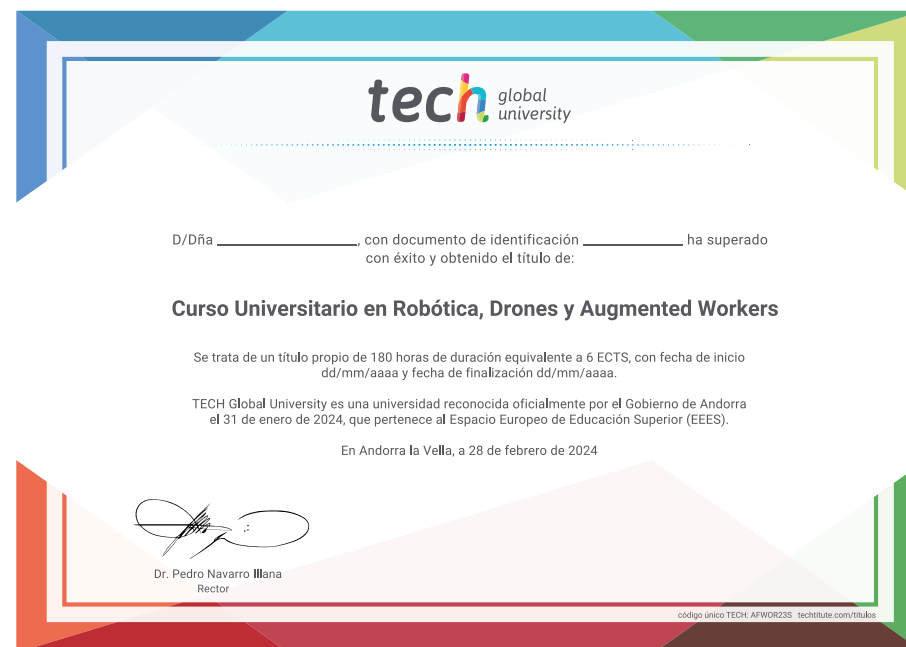 tech global university
D/Dña ____________________, con documento de identificación ______________ ha superado
con éxito y obtenido el título de:
Curso Universitario en Robótica, Drones y Augmented Workers
Se trata de un título propio de 180 horas de duración equivalente a 6 ECTS, con fecha de inicio
dd/mm/aaaa y fecha de finalización dd/mm/aaaa.
TECH Global University es una universidad reconocida oficialmente por el Gobierno de Andorra
el 31 de enero de 2024, que pertenece al Espacio Europeo de Educación Superior (EEES).
En Andorra la Vella, a 28 de febrero de 2024
Dr. Pedro Navarro Illana
Rector
código único TECH: AFWOR23S techtitute.com/titulos